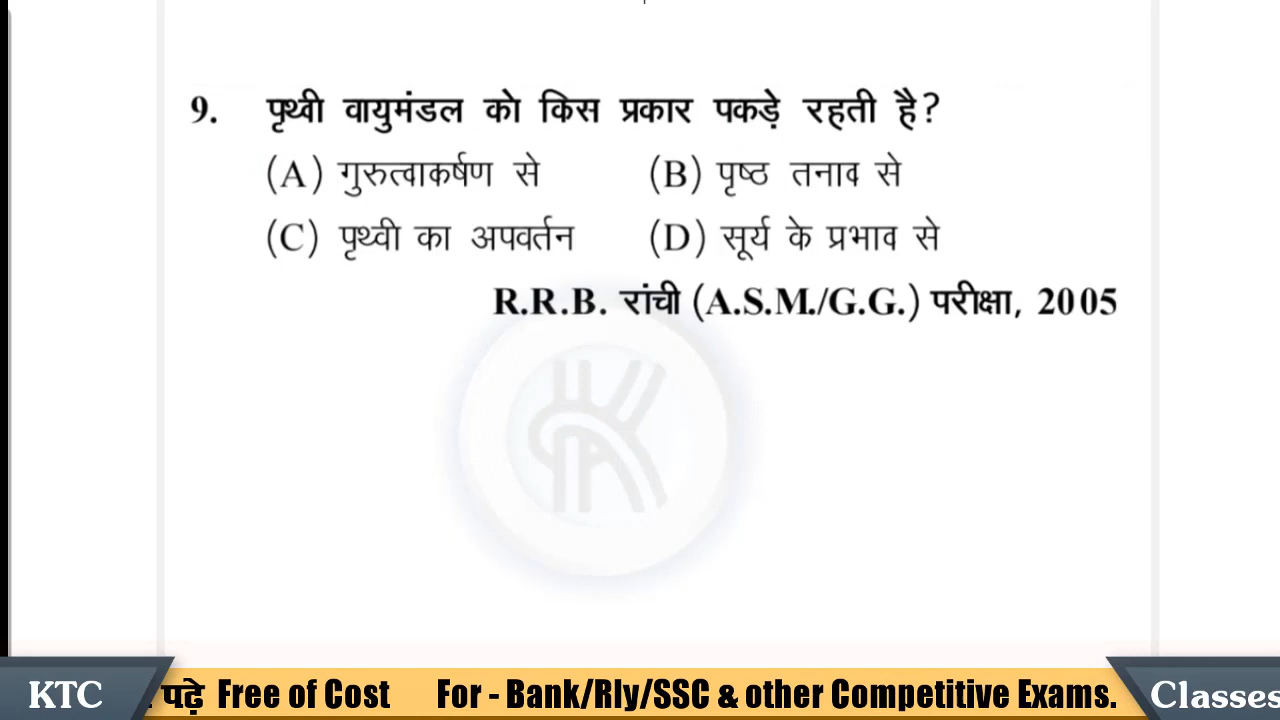 9. पृथ्वी वायुमंडल को किस प्रकार पकड़े रहती है?
(A) गुरुत्वाकर्षण से (B) पृष्ठ तनाव से
(C) पृथ्वी का अपवर्तन (D) सूर्य के प्रभाव से
R.R.B. रांची (A.S.M./G.G.) परीक्षा, 2005
KTC पढ़े Free of Cost For - Bank/Rly/SSC & other Competitive Exams. Classes